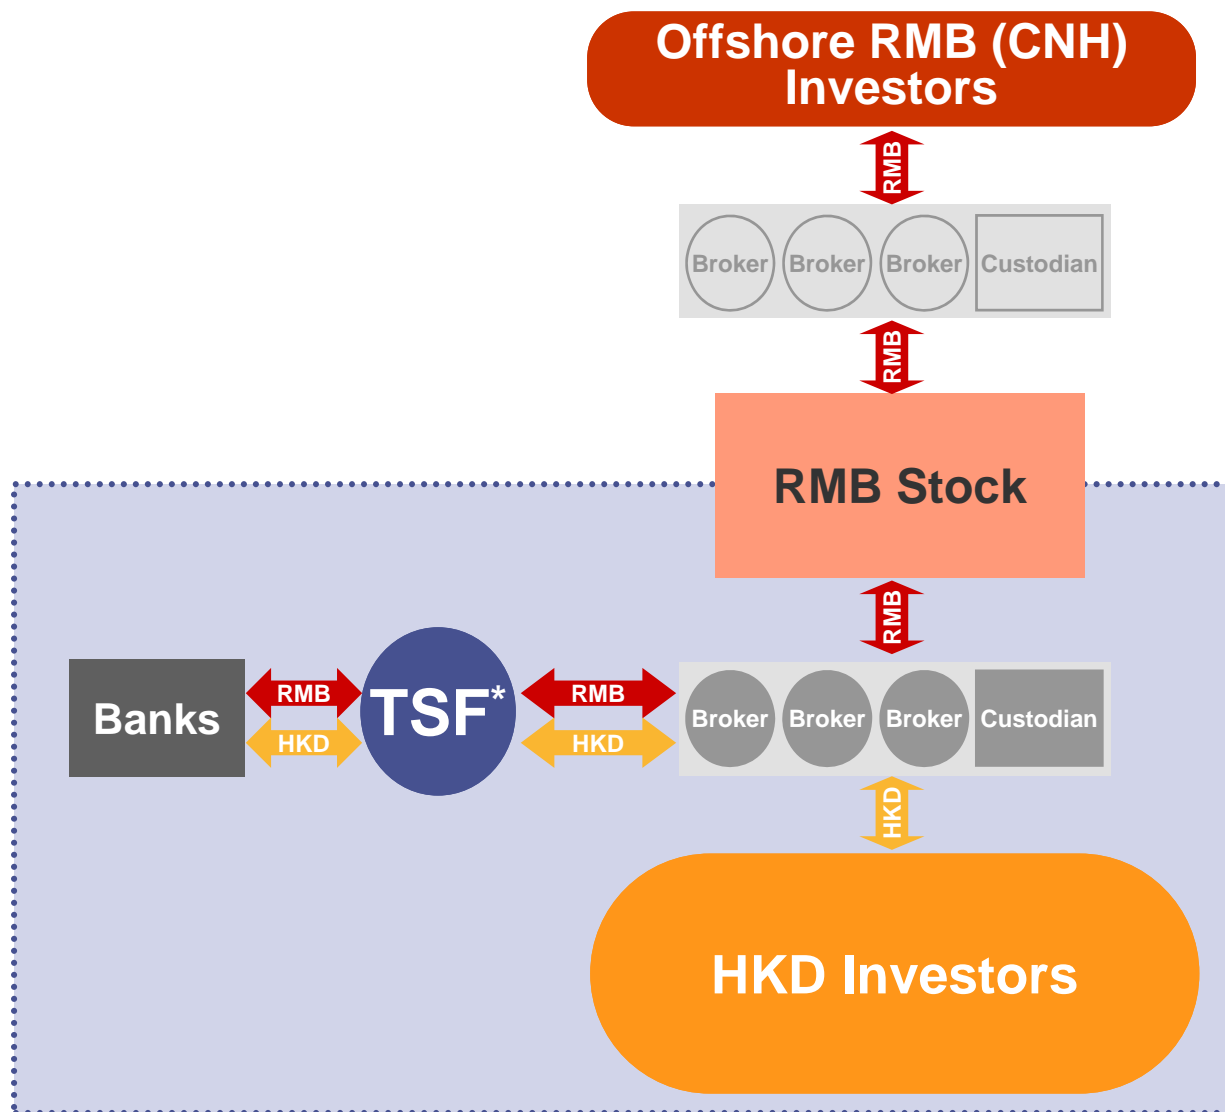 Offshore RMB (CNH)
Investors
RMB
Broker Broker Broker Custodian
RMB
RMB Stock
RMB
Banks RMB TSF* RMB Broker Broker Broker Custodian
HKD HKD
HKD
HKD Investors